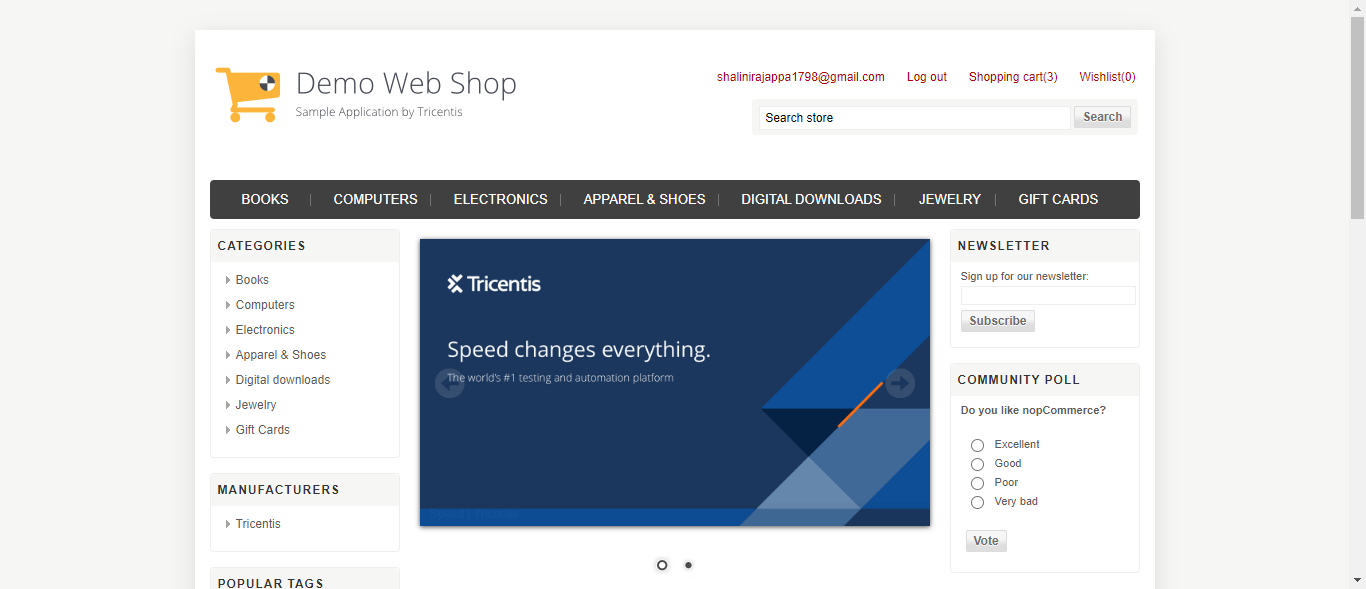 Demo Web Shop
Sample Application by Tricentis
shalinirajappa1798@gmail.com Log out Shopping cart(3) Wishlist(0)
Search store Search
BOOKS COMPUTERS ELECTRONICS APPAREL & SHOES DIGITAL DOWNLOADS JEWELRY GIFT CARDS
CATEGORIES
Books
Computers
Electronics
Apparel & Shoes
Digital downloads
Jewelry
Gift Cards
MANUFACTURERS
Tricentis
POPULAR TAGS
Tricentis
Speed changes everything.
The world's #1 testing and automation platform
NEWSLETTER
Sign up for our newsletter:
Subscribe
COMMUNITY POLL
Do you like nopCommerce?
Excellent
Good
Poor
Very bad
Vote